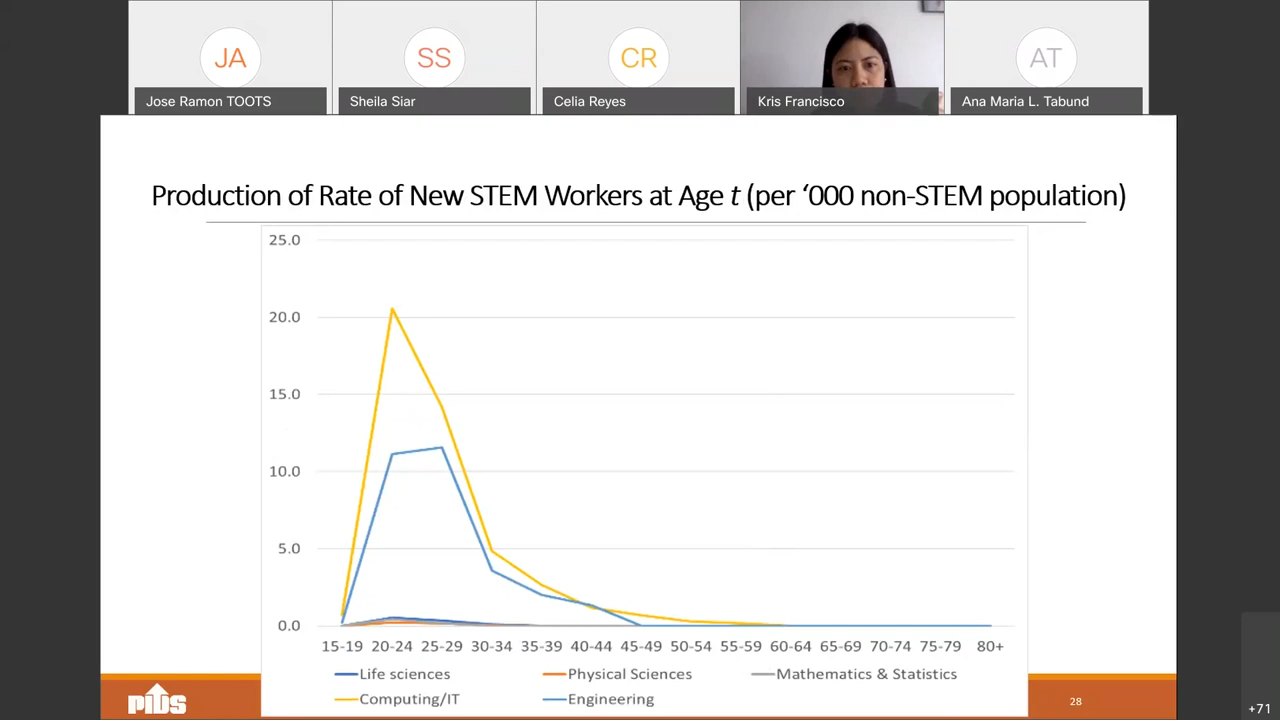 JA
SS
CR
AT
Jose Ramon TOOTS
Sheila Siar
Celia Reyes
Kris Francisco
Ana Maria L. Tabund
Production of Rate of New STEM Workers at Age t (per ‘000 non-STEM population)
25.0
20.0
15.0
10.0
5.0
0.0
15-19 20-24 25-29 30-34 35-39 40-44 45-49 50-54 55-59 60-64 65-69 70-74 75-79 80+
Life sciences
Physical Sciences
Mathematics & Statistics
Computing/IT
Engineering
PIDS
28
+71